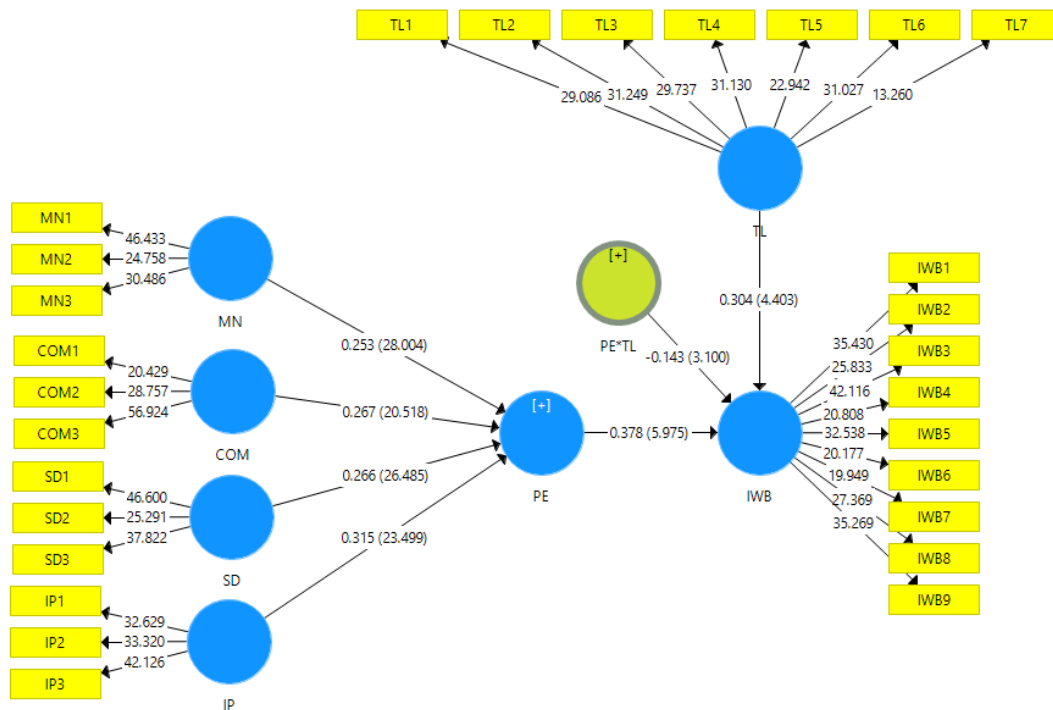 TL1 TL2 TL3 TL4 TL5 TL6 TL7
29.086 31.249 29.737 31.130 22.942 31.027 13.260
TL
MN1
MN2
MN3
46.433
24.758
30.486
MN
COM1
COM2
COM3
20.429
28.757
56.924
COM
SD1
SD2
SD3
46.600
25.291
37.822
SD
IP1
IP2
IP3
32.629
33.320
42.126
IP
0.253 (28.004)
0.267 (20.518)
0.266 (26.485)
0.315 (23.499)
[+]
PE
[+]
PE*TL
0.304 (4.403)
-0.143 (3.100)
0.378 (5.975)
IWB
35.430
25.833
42.116
20.808
32.538
20.177
19.949
27.369
35.269
IWB1
IWB2
IWB3
IWB4
IWB5
IWB6
IWB7
IWB8
IWB9